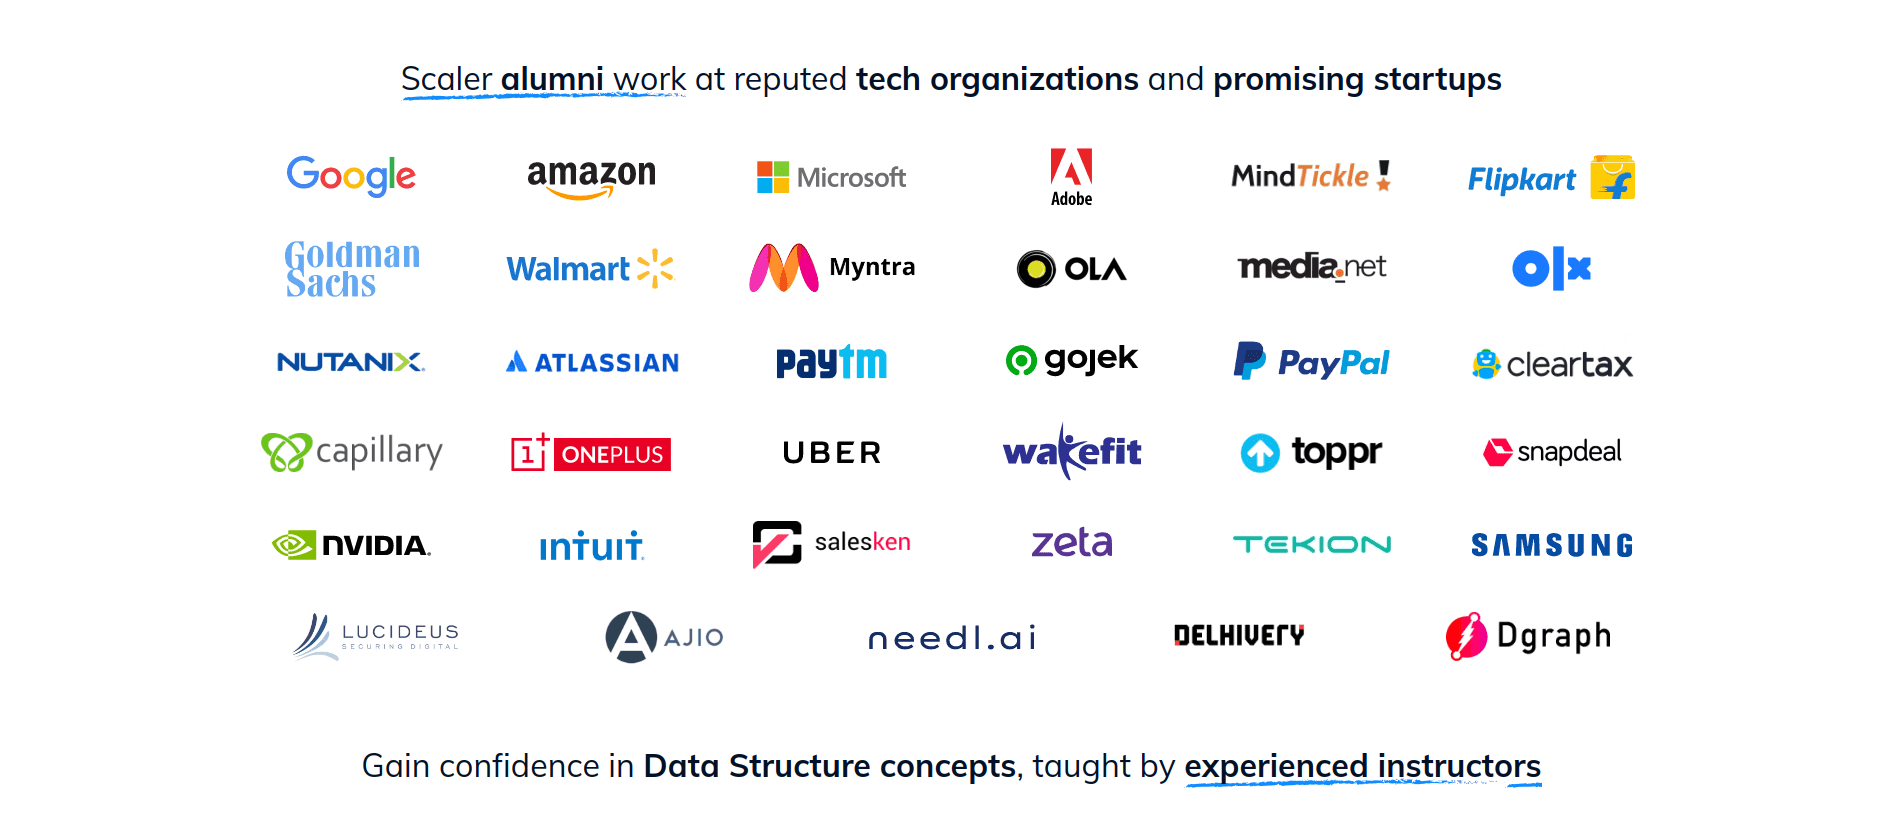 Scaler alumni work at reputed tech organizations and promising startups
Google amazon Microsoft Adobe MindTickle! Flipkart
Goldman Sachs Walmart Myntra OLA media.net olx
NUTANIX ATLASSIAN paytm gojek PayPal cleartax
capillary 1+ ONEPLUS UBER wakefit toppr snapdeal
NVIDIA intuit salesken zeta TEKION SAMSUNG
LUCIDEUS SECURING DIGITAL AJIO needl.ai DELHIVERY Dgraph
Gain confidence in Data Structure concepts, taught by experienced instructors